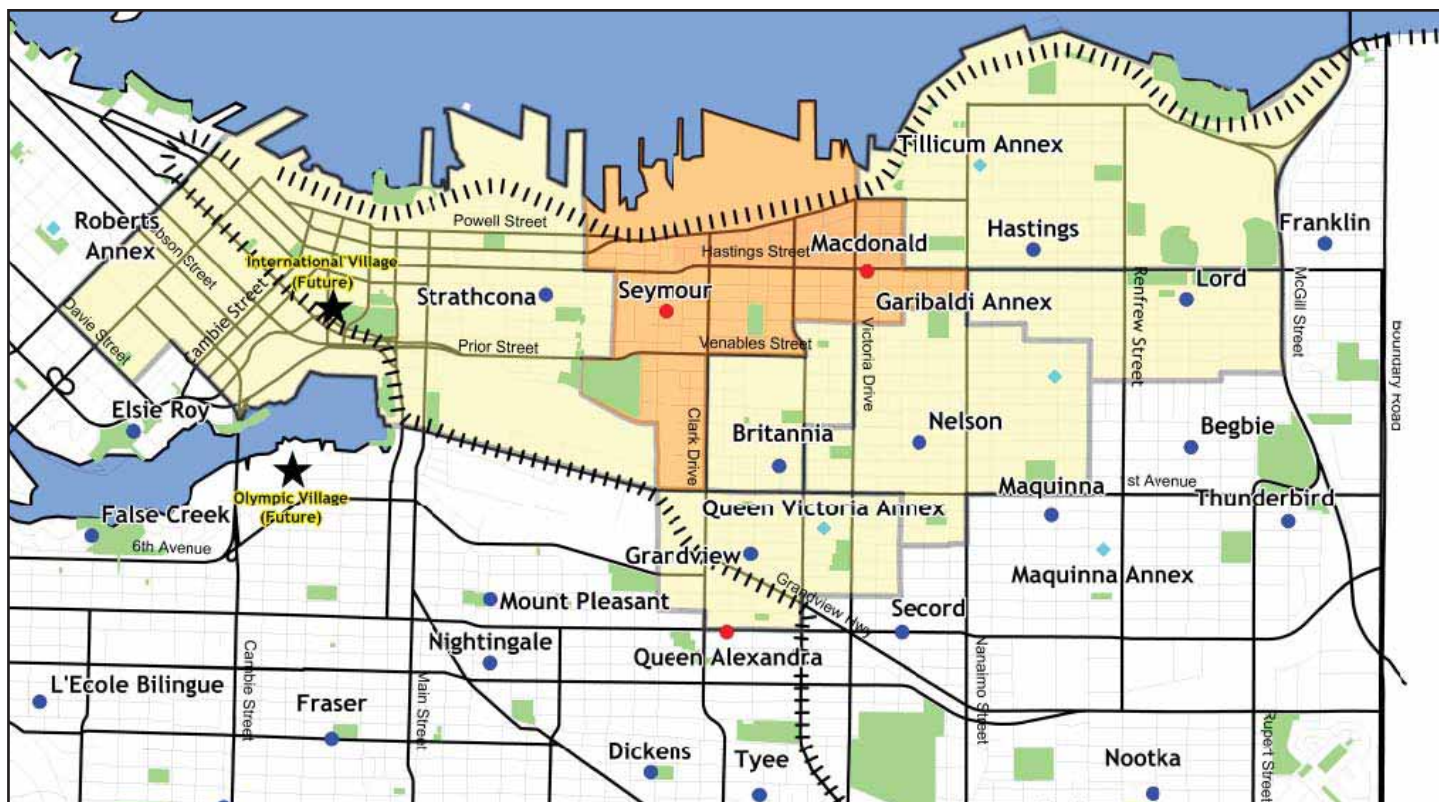 Tillicum Annex
Roberts
Annex
Robson Street
Powell Street
Hastings Street
Macdonald
Hastings
Franklin
International Village
(Future)
Strathcona
Seymour
Garibaldi Annex
Lord
Renfrew Street
McGill Street
Boundary Road
Davie Street
Cambie Street
Prior Street
Venables Street
Victoria Drive
Elsie Roy
Clark Drive
Britannia
Nelson
Begbie
Olympic Village
(Future)
False Creek
6th Avenue
Queen Victoria Annex
Maquinna
st Avenue
Thunderbird
Grandview
Grandview Hwy
Maquinna Annex
Mount Pleasant
Secord
Nightingale
Queen Alexandra
L'Ecole Bilingue
Cambie Street
Fraser
Main Street
Nanaimo Street
Dickens
Tyee
Nootka
Rupert Street